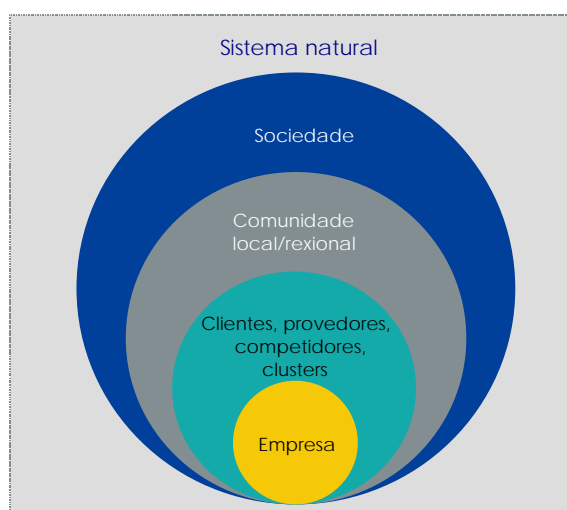 Sistema natural
Sociedade
Comunidade
local/rexional
Clientes, provedores,
competidores,
clusters
Empresa